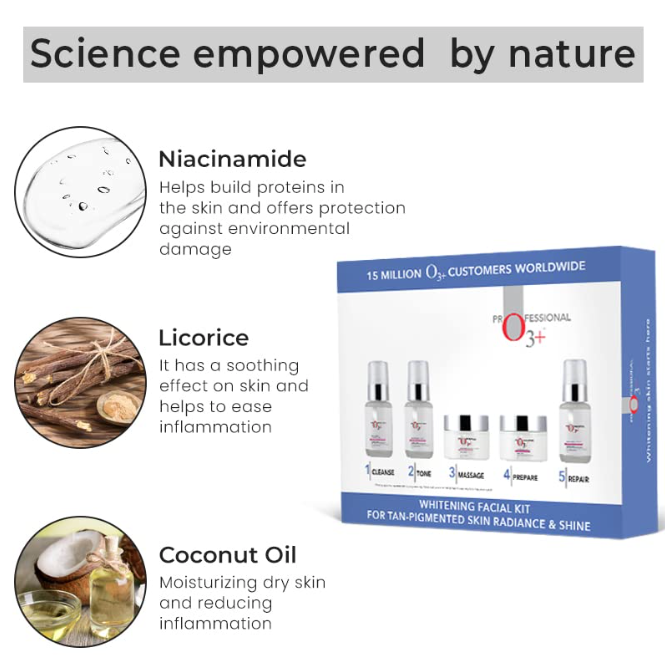 Science empowered by nature
Niacinamide
Helps build proteins in
the skin and offers protection
against environmental
damage
Licorice
It has a soothing
effect on skin and
helps to ease
inflammation
Coconut Oil
Moisturizing dry skin
and reducing
inflammation
15 MILLION O3+ CUSTOMERS WORLDWIDE
PROFESSIONAL
O3+
1 CLEANSE
2 TONE
3 MASSAGE
4 PREPARE
5 REPAIR
WHITENING FACIAL KIT
FOR TAN-PIGMENTED SKIN RADIANCE & SHINE
Whitening skin starts here